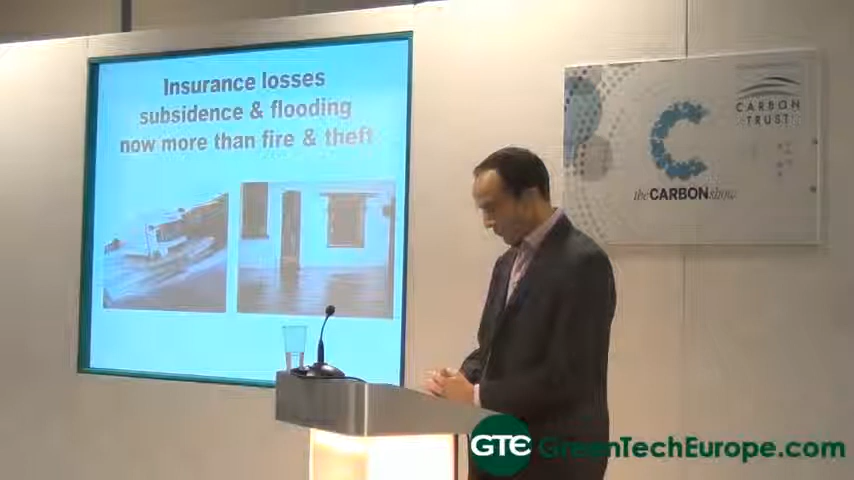 Insurance losses
subsidence & flooding
now more than fire & theft
CARBON
TRUST
the CARBON show
GTE GreenTechEurope.com